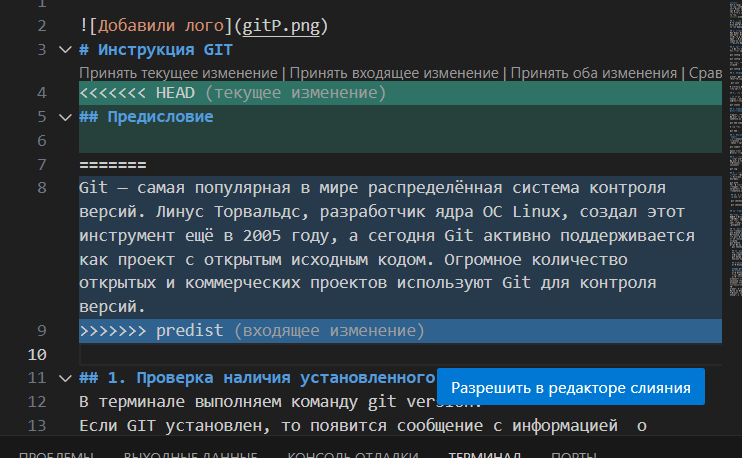 1
2 ![Добавили лого](gitP.png)
3 # Инструкция GIT
Принять текущее изменение | Принять входящее изменение | Принять оба изменения | Срав
4 <<<<<<< HEAD (текущее изменение)
5 ## Предисловие
6
7 =======
8 Git — самая популярная в мире распределённая система контроля
версий. Линус Торвальдс, разработчик ядра ОС Linux, создал этот
инструмент ещё в 2005 году, а сегодня Git активно поддерживается
как проект с открытым исходным кодом. Огромное количество
открытых и коммерческих проектов используют Git для контроля
версий.
9 >>>>>>> predist (входящее изменение)
10
11 ## 1. Проверка наличия установленного
Разрешить в редакторе слияния
12 В терминале выполняем команду git version.
13 Если GIT установлен, то появится сообщение с информацией о
ПРОБЛЕМЫ ВЫХОДНЫЕ ДАННЫЕ КОНСОЛЬ ОТЛАДКИ ТЕРМИНАЛ ПОРТЫ